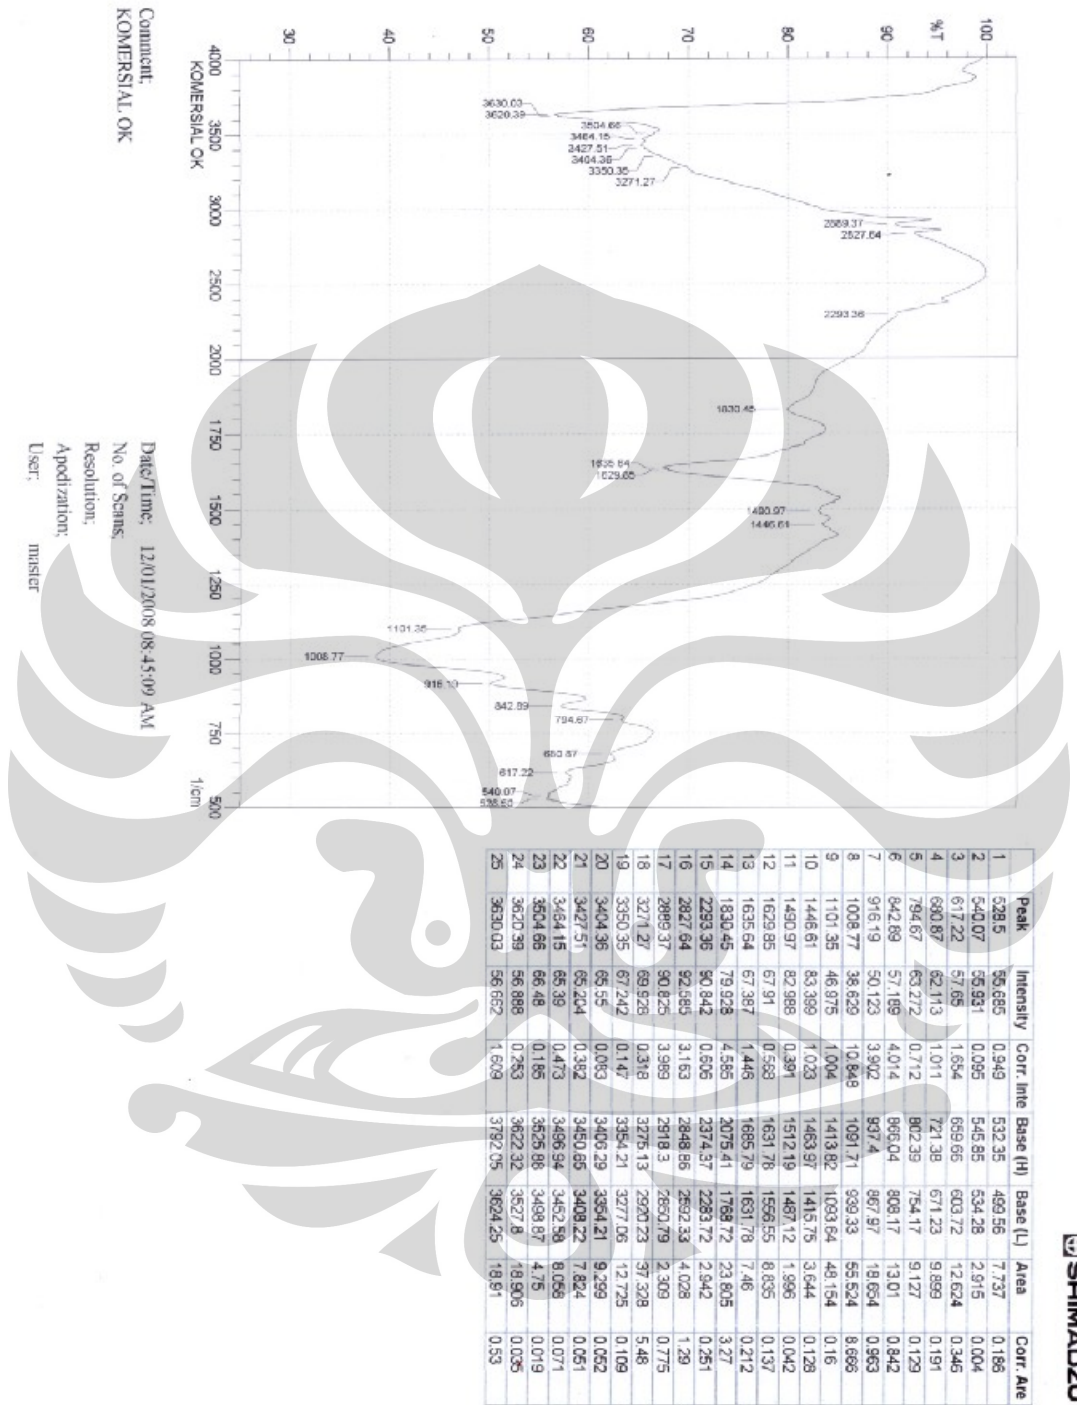 SHIMADZU
100
%T
90
80
70
60
50
40
30
4000
3500
3000
2500
2000
1750
1500
1250
1000
750
500
1/cm
KOMERSIAL OK
3630.03
3620.39
3504.66
3464.15
3427.51
3404.36
3350.35
3271.27
2889.37
2827.64
2293.36
1830.45
1635.64
1629.85
1490.97
1446.61
1101.35
1008.77
916.19
842.89
794.67
680.87
617.22
540.07
528.50
Comment;
KOMERSIAL OK
Date/Time; 12/01/2008 08:45:09 AM
No. of Scans;
Resolution;
Apodization;
User; master
Peak Intensity Corr. Inte Base (H) Base (L) Area Corr. Are
1 528.5 55.685 0.949 532.35 499.56 7.737 0.186
2 540.07 55.931 0.095 545.85 534.28 2.915 0.004
3 617.22 57.65 1.654 659.66 603.72 12.624 0.346
4 680.87 62.113 1.011 721.38 671.23 9.899 0.191
5 794.67 63.272 0.712 802.39 754.17 9.127 0.129
6 842.89 57.189 4.014 866.04 808.17 13.01 0.842
7 916.19 50.123 3.902 937.4 867.97 18.654 0.963
8 1008.77 38.629 10.848 1091.71 939.33 55.524 8.666
9 1101.35 46.975 1.004 1413.82 1093.64 48.154 0.16
10 1446.61 83.399 1.023 1463.97 1415.75 3.644 0.128
11 1490.97 82.988 0.391 1512.19 1487.12 1.996 0.042
12 1629.85 67.91 0.568 1631.78 1556.55 8.835 0.137
13 1635.64 67.387 1.446 1685.79 1631.78 7.46 0.212
14 1830.45 79.928 4.585 2075.41 1768.72 23.805 3.27
15 2293.36 90.842 0.606 2374.37 2283.72 2.942 0.251
16 2827.64 92.585 3.163 2848.86 2592.33 4.028 1.29
17 2889.37 90.825 3.989 2918.3 2850.79 2.309 0.775
18 3271.27 69.928 0.318 3275.13 2920.23 37.328 5.48
19 3350.35 67.242 0.147 3354.21 3277.06 12.725 0.109
20 3404.36 65.55 0.083 3406.29 3354.21 9.299 0.052
21 3427.51 65.204 0.382 3450.65 3408.22 7.824 0.051
22 3464.15 65.39 0.473 3496.94 3452.58 8.056 0.071
23 3504.66 66.48 0.185 3525.88 3498.87 4.75 0.019
24 3620.39 56.888 0.253 3622.32 3527.8 18.906 0.035
25 3630.03 56.662 1.609 3792.05 3624.25 18.91 0.53